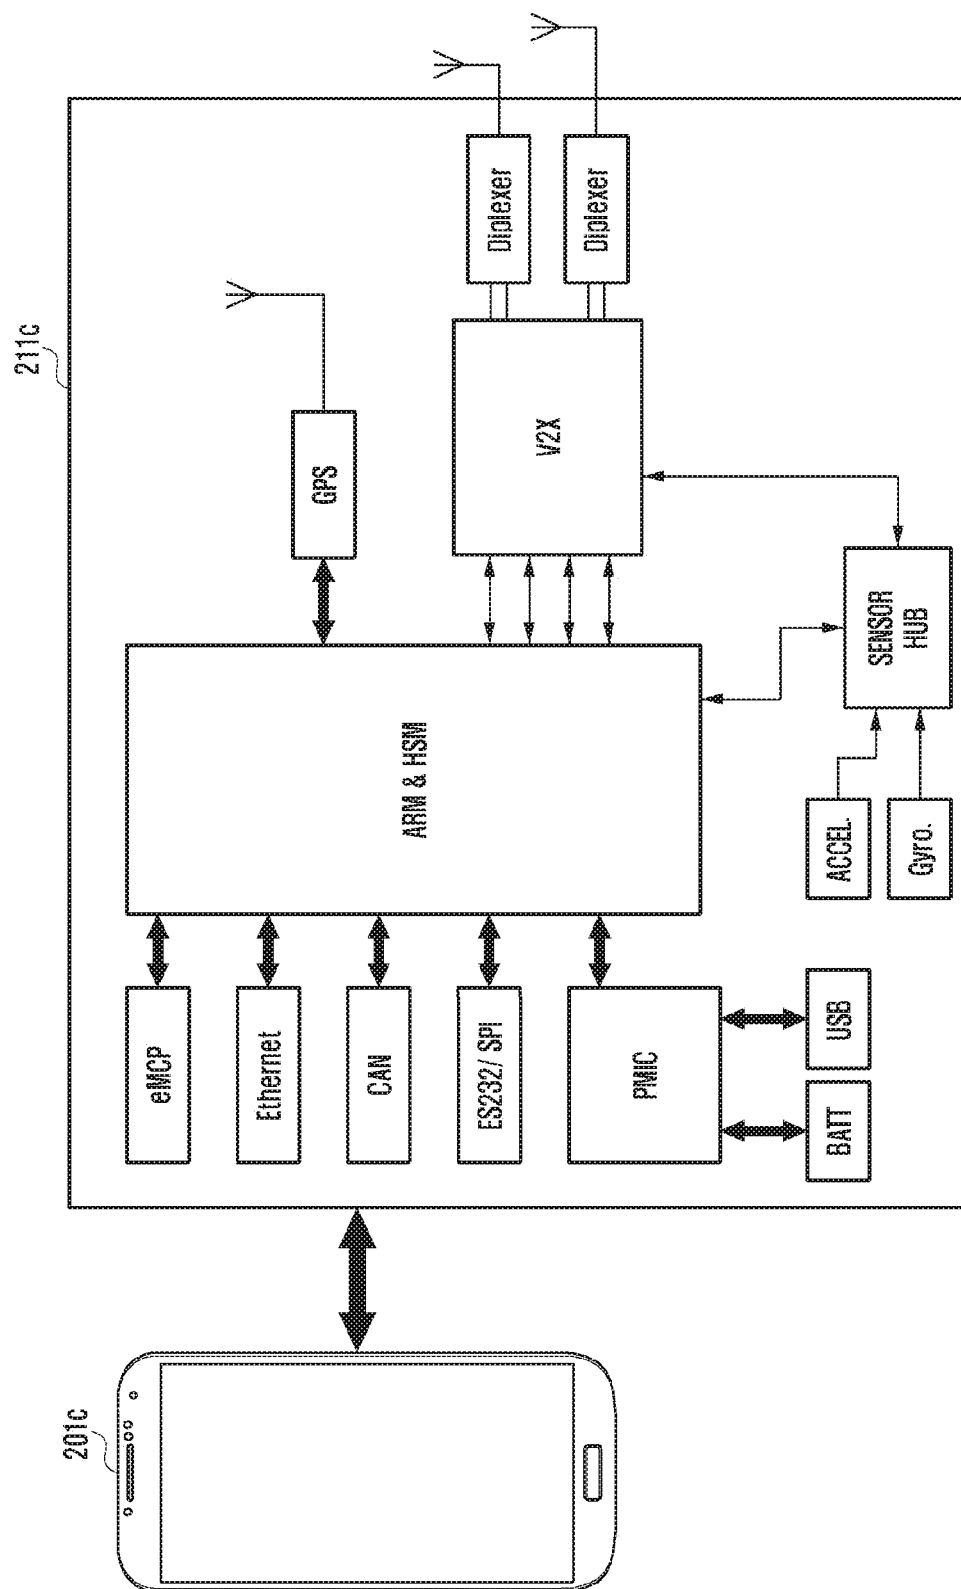 201c
211c
eMCP
Ethernet
CAN
ES232/ SPI
PMIC
BATT
USB
ARM & HSM
GPS
V2X
Diplexer
Diplexer
ACCEL.
Gyro.
SENSOR
HUB